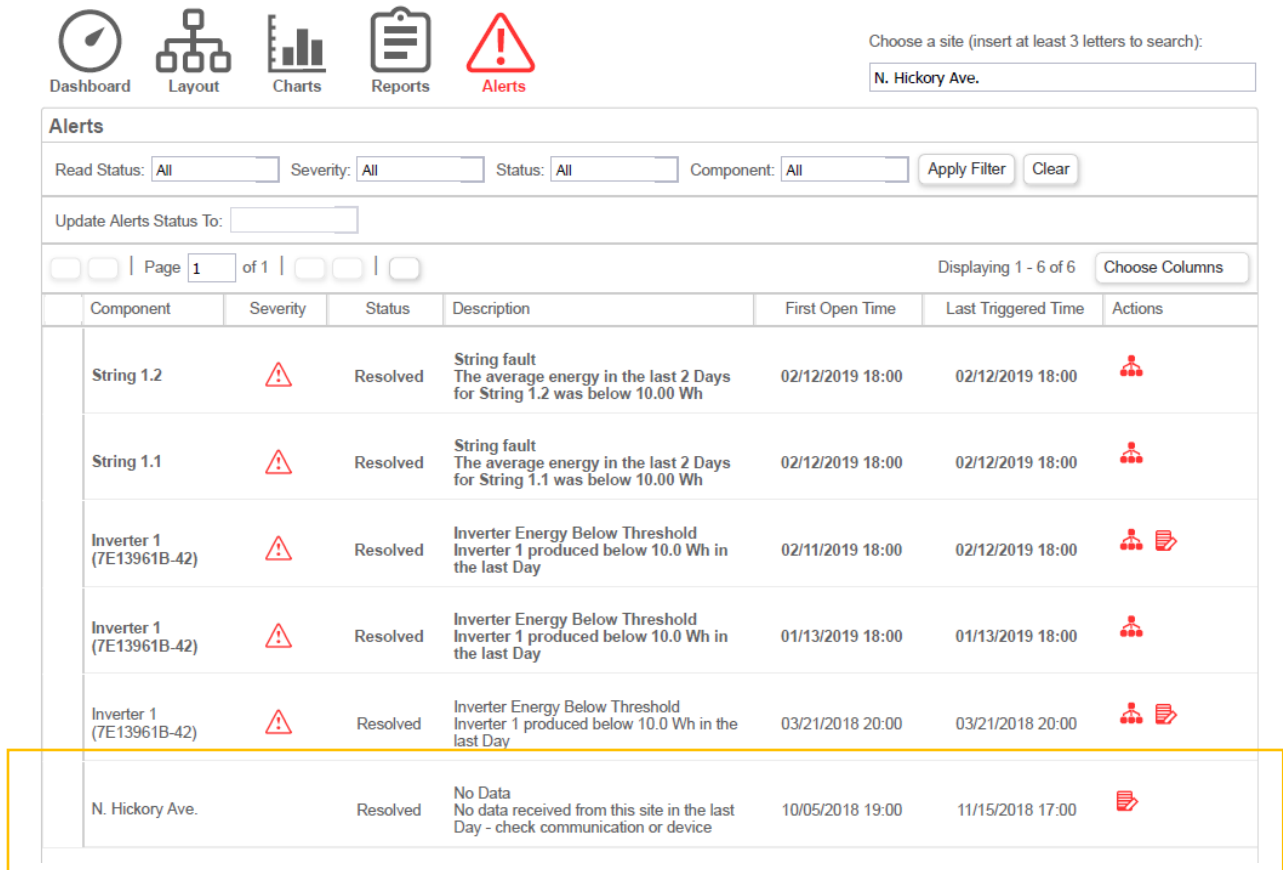 Dashboard Layout Charts Reports Alerts
Choose a site (insert at least 3 letters to search):
N. Hickory Ave.
Alerts
Read Status: All Severity: All Status: All Component: All Apply Filter Clear
Update Alerts Status To:
Page 1 of 1 Displaying 1 - 6 of 6 Choose Columns
Component Severity Status Description First Open Time Last Triggered Time Actions
String 1.2 Resolved String fault
The average energy in the last 2 Days
for String 1.2 was below 10.00 Wh
02/12/2019 18:00 02/12/2019 18:00
String 1.1 Resolved String fault
The average energy in the last 2 Days
for String 1.1 was below 10.00 Wh
02/12/2019 18:00 02/12/2019 18:00
Inverter 1
(7E13961B-42)
Resolved
Inverter Energy Below Threshold
Inverter 1 produced below 10.0 Wh in
the last Day
02/11/2019 18:00 02/12/2019 18:00
Inverter 1
(7E13961B-42)
Resolved
Inverter Energy Below Threshold
Inverter 1 produced below 10.0 Wh in
the last Day
01/13/2019 18:00 01/13/2019 18:00
Inverter 1
(7E13961B-42)
Resolved
Inverter Energy Below Threshold
Inverter 1 produced below 10.0 Wh in the
last Day
03/21/2018 20:00 03/21/2018 20:00
N. Hickory Ave. Resolved
No Data
No data received from this site in the last
Day - check communication or device
10/05/2018 19:00 11/15/2018 17:00